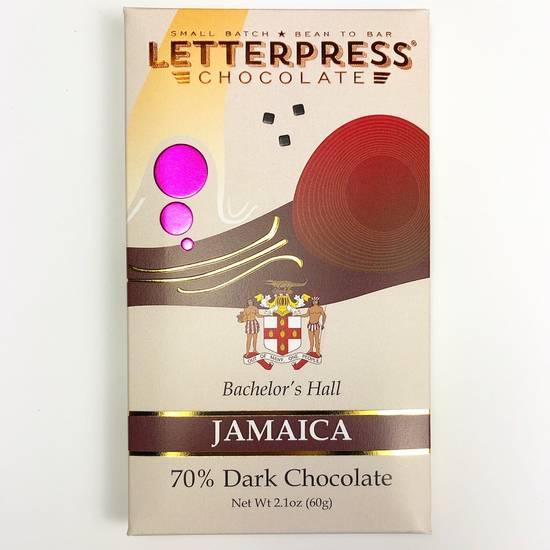 SMALL BATCH ★ BEAN TO BAR
LETTERPRESS®
CHOCOLATE
OUT OF MANY, ONE PEOPLE
Bachelor's Hall
JAMAICA
70% Dark Chocolate
Net Wt 2.1oz (60g)